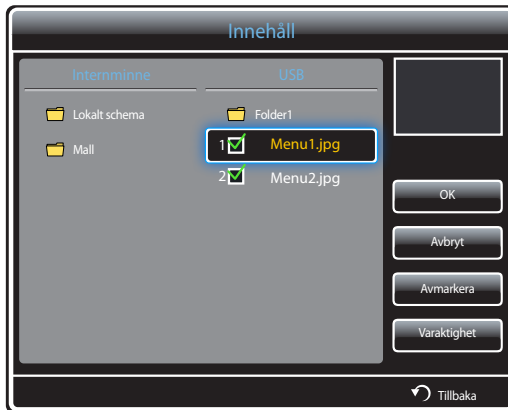 Innehåll
Internminne
Lokalt schema
Mall
USB
Folder1
1 Menu1.jpg
2 Menu2.jpg
OK
Avbryt
Avmarkera
Varaktighet
Tillbaka